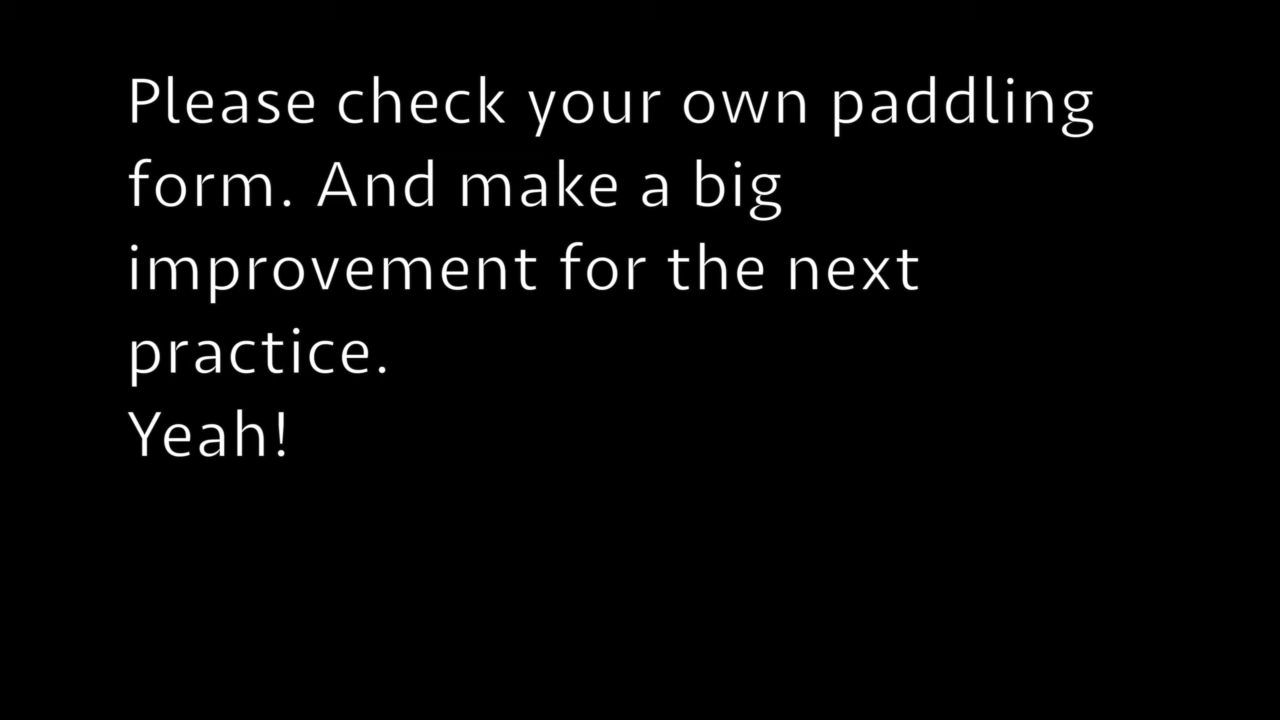 Please check your own paddling
form. And make a big
improvement for the next
practice.
Yeah!